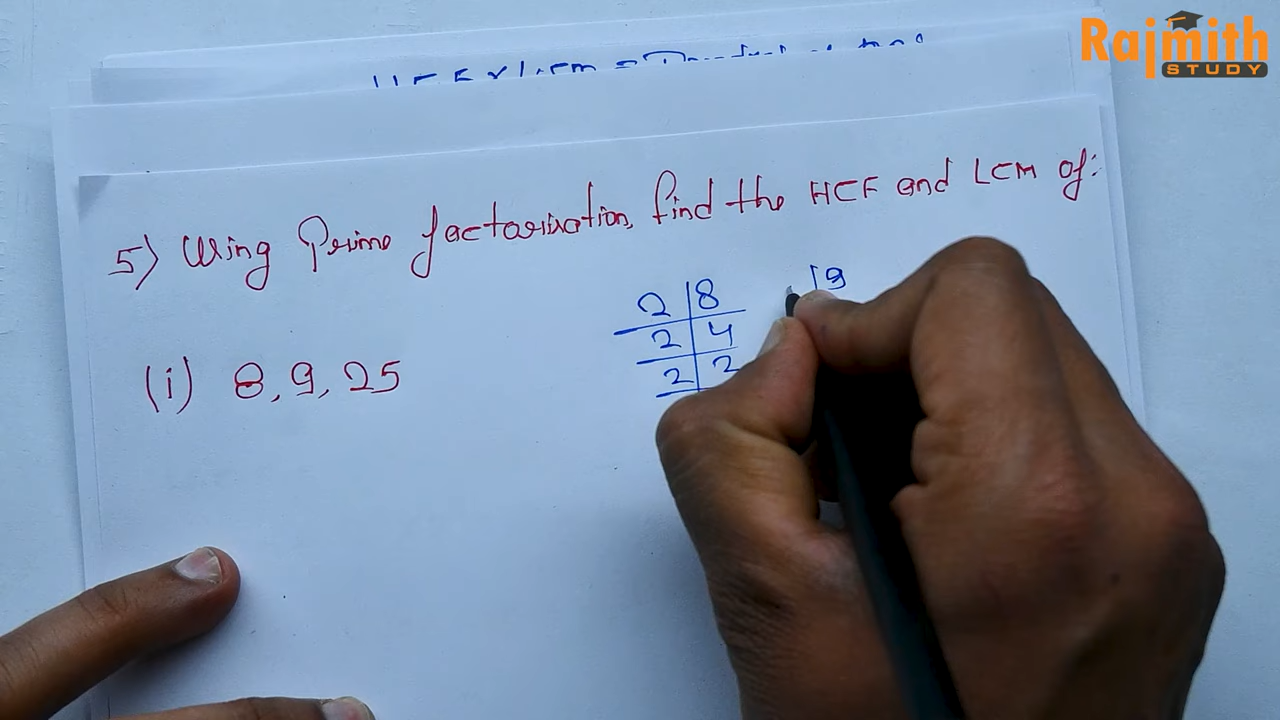 Rajmith
STUDY
5) Using Prime factorisation, find the HCF and LCM of:
(i) 8, 9, 25
2 8
2 4
2 2
9